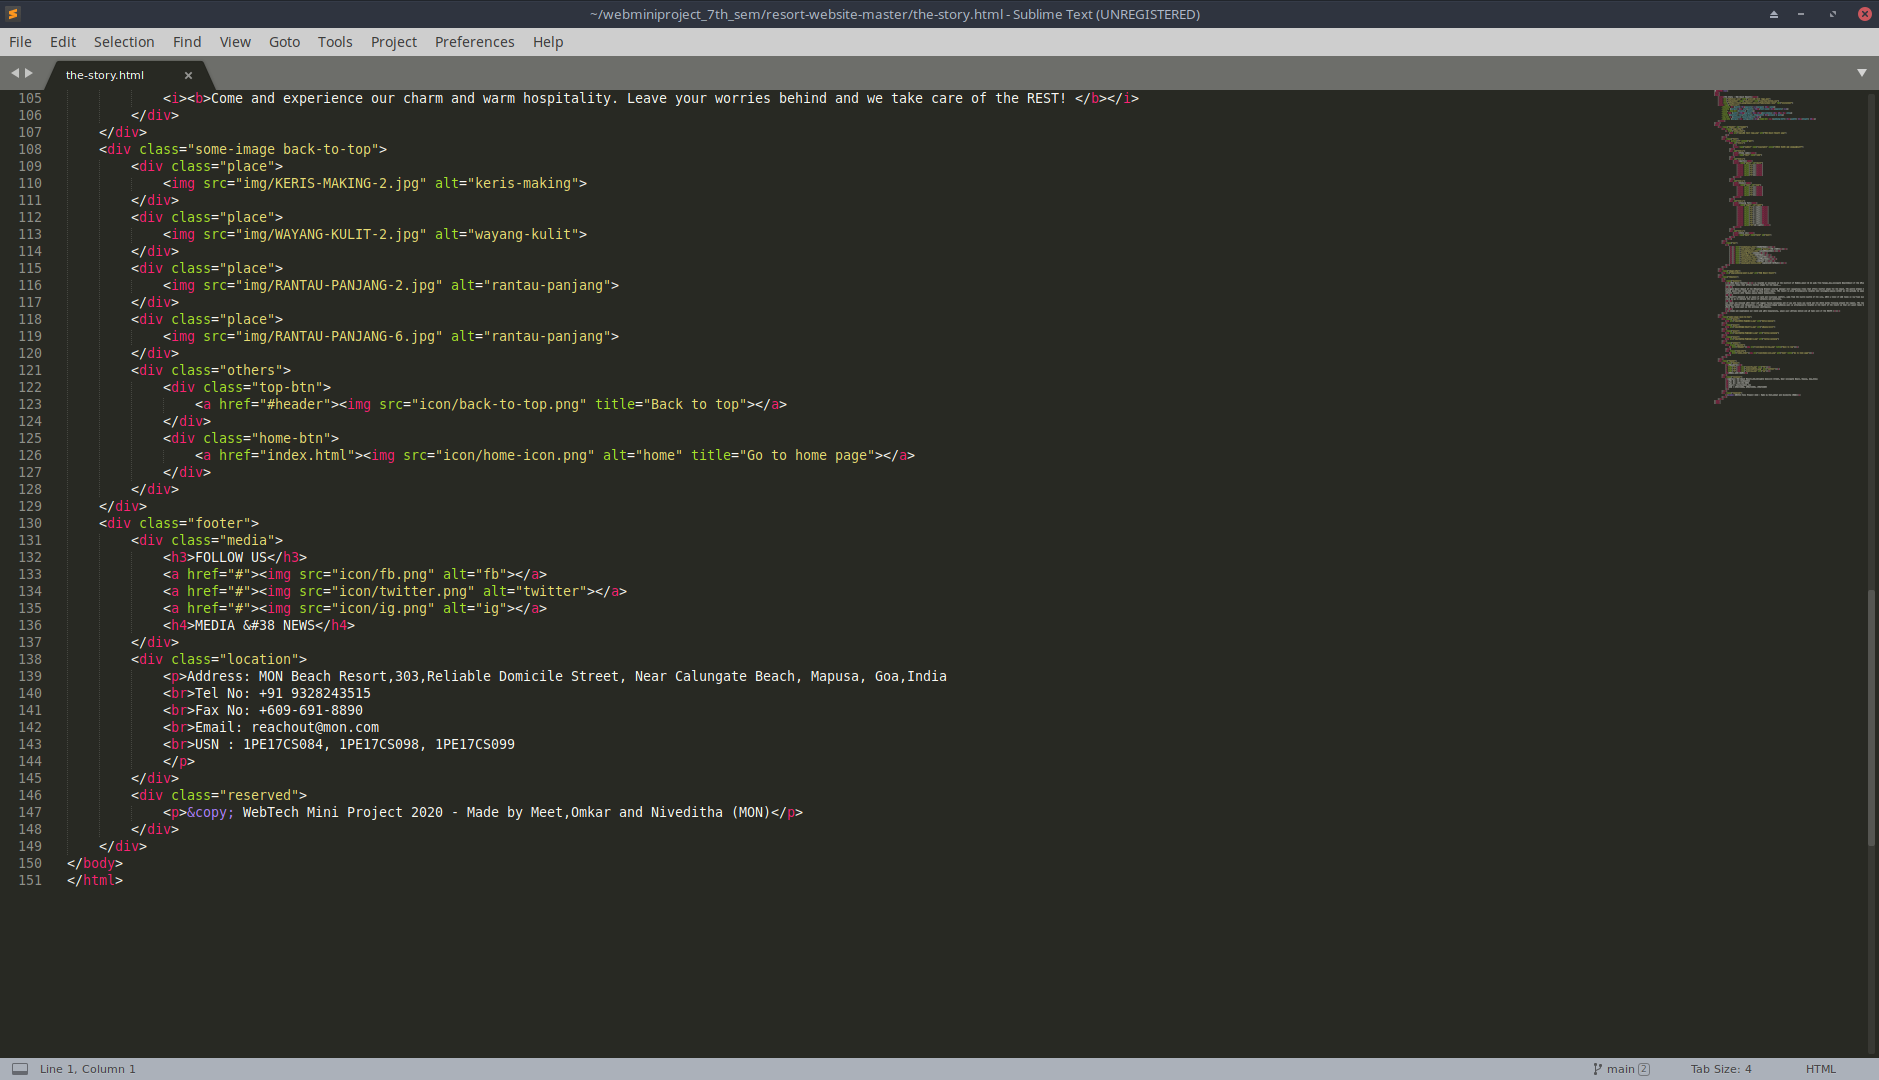 ~/webminiproject_7th_sem/resort-website-master/the-story.html - Sublime Text (UNREGISTERED)
File Edit Selection Find View Goto Tools Project Preferences Help
the-story.html ×
105 <i><b>Come and experience our charm and warm hospitality. Leave your worries behind and we take care of the REST! </b></i>
106 </div>
107 </div>
108 <div class="some-image back-to-top">
109 <div class="place">
110 <img src="img/KERIS-MAKING-2.jpg" alt="keris-making">
111 </div>
112 <div class="place">
113 <img src="img/WAYANG-KULIT-2.jpg" alt="wayang-kulit">
114 </div>
115 <div class="place">
116 <img src="img/RANTAU-PANJANG-2.jpg" alt="rantau-panjang">
117 </div>
118 <div class="place">
119 <img src="img/RANTAU-PANJANG-6.jpg" alt="rantau-panjang">
120 </div>
121 <div class="others">
122 <div class="top-btn">
123 <a href="#header"><img src="icon/back-to-top.png" title="Back to top"></a>
124 </div>
125 <div class="home-btn">
126 <a href="index.html"><img src="icon/home-icon.png" alt="home" title="Go to home page"></a>
127 </div>
128 </div>
129 </div>
130 <div class="footer">
131 <div class="media">
132 <h3>FOLLOW US</h3>
133 <a href="#"><img src="icon/fb.png" alt="fb"></a>
134 <a href="#"><img src="icon/twitter.png" alt="twitter"></a>
135 <a href="#"><img src="icon/ig.png" alt="ig"></a>
136 <h4>MEDIA &#38 NEWS</h4>
137 </div>
138 <div class="location">
139 <p>Address: MON Beach Resort,303,Reliable Domicile Street, Near Calungate Beach, Mapusa, Goa,India
140 <br>Tel No: +91 9328243515
141 <br>Fax No: +609-691-8890
142 <br>Email: reachout@mon.com
143 <br>USN : 1PE17CS084, 1PE17CS098, 1PE17CS099
144 </p>
145 </div>
146 <div class="reserved">
147 <p>&copy; WebTech Mini Project 2020 - Made by Meet,Omkar and Niveditha (MON)</p>
148 </div>
149 </div>
150 </body>
151 </html>
Line 1, Column 1 main 2 Tab Size: 4 HTML